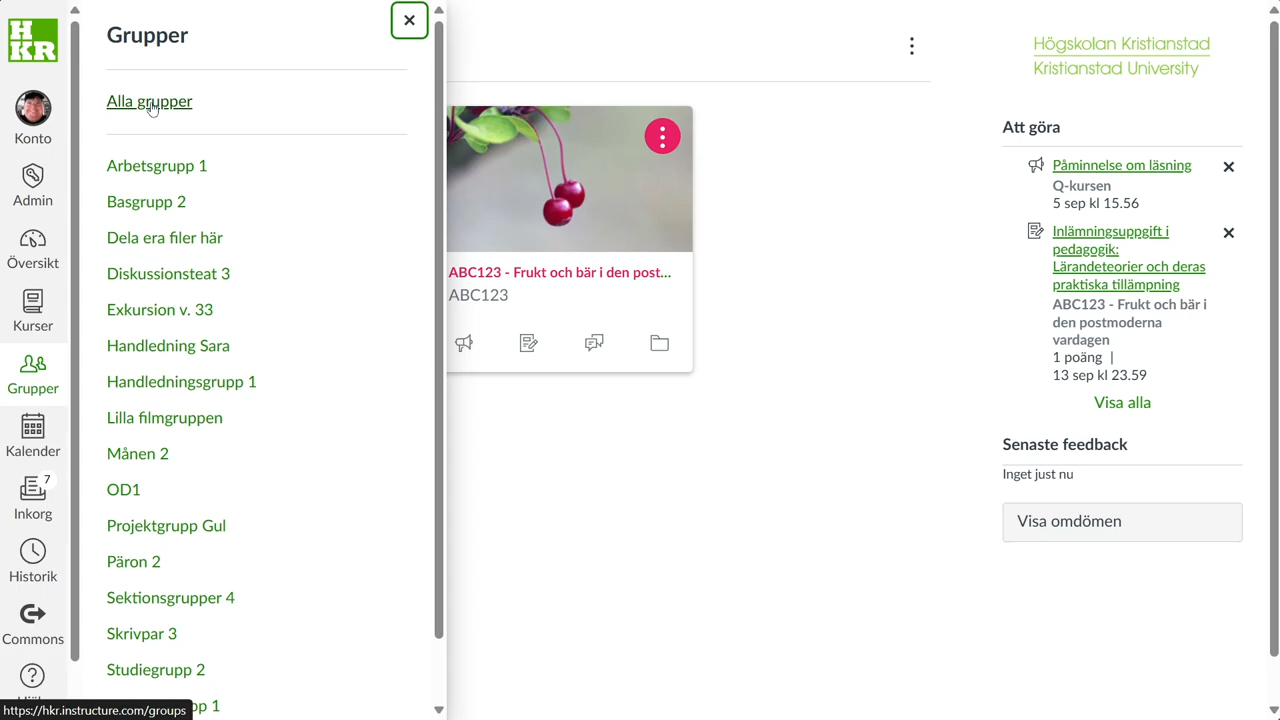 HKR
Konto
Admin
Översikt
Kurser
Grupper
Kalender
7
Inkorg
Historik
Commons
Grupper
Alla grupper
Arbetsgrupp 1
Basgrupp 2
Dela era filer här
Diskussionsteat 3
Exkursion v. 33
Handledning Sara
Handledningsgrupp 1
Lilla filmgruppen
Månen 2
OD1
Projektgrupp Gul
Päron 2
Sektionsgrupper 4
Skrivpar 3
Studiegrupp 2
pp 1
https://hkr.instructure.com/groups
ABC123 - Frukt och bär i den post...
ABC123
Högskolan Kristianstad
Kristianstad University
Att göra
Påminnelse om läsning
Q-kursen
5 sep kl 15.56
Inlämningsuppgift i
pedagogik:
Lärandeteorier och deras
praktiska tillämpning
ABC123 - Frukt och bär i
den postmoderna
vardagen
1 poäng |
13 sep kl 23.59
Visa alla
Senaste feedback
Inget just nu
Visa omdömen